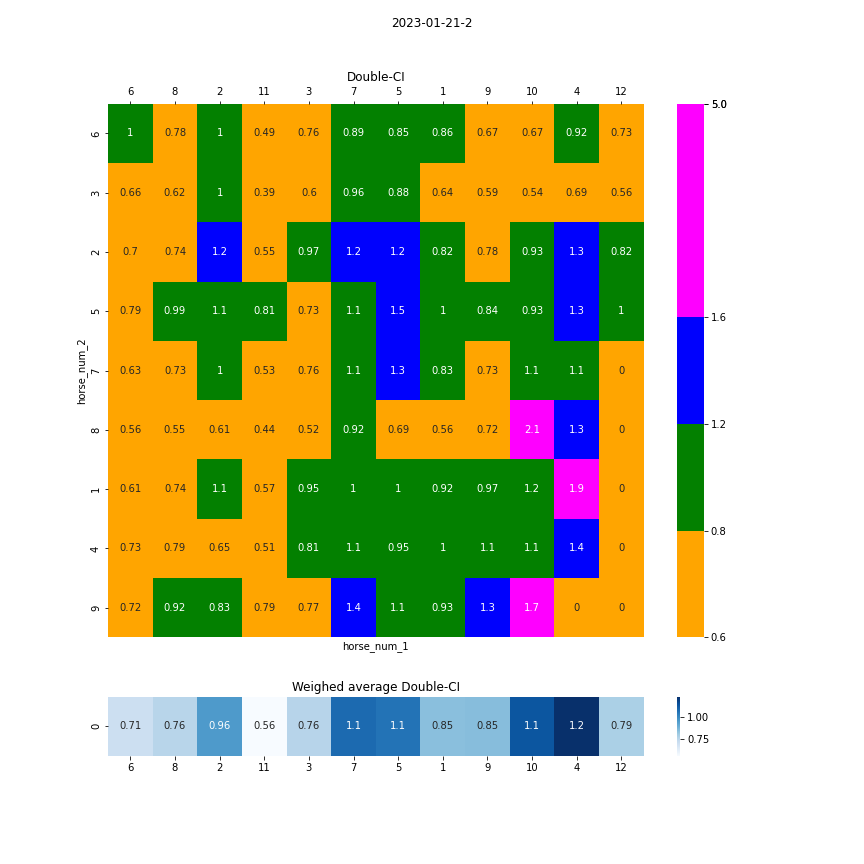 2023-01-21-2
Double-CI
6 8 2 11 3 7 5 1 9 10 4 12
6 1 0.78 1 0.49 0.76 0.89 0.85 0.86 0.67 0.67 0.92 0.73
3 0.66 0.62 1 0.39 0.6 0.96 0.88 0.64 0.59 0.54 0.69 0.56
2 0.7 0.74 1.2 0.55 0.97 1.2 1.2 0.82 0.78 0.93 1.3 0.82
5 0.79 0.99 1.1 0.81 0.73 1.1 1.5 1 0.84 0.93 1.3 1
7 0.63 0.73 1 0.53 0.76 1.1 1.3 0.83 0.73 1.1 1.1 0
8 0.56 0.55 0.61 0.44 0.52 0.92 0.69 0.56 0.72 2.1 1.3 0
1 0.61 0.74 1.1 0.57 0.95 1 1 0.92 0.97 1.2 1.9 0
4 0.73 0.79 0.65 0.51 0.81 1.1 0.95 1 1.1 1.1 1.4 0
9 0.72 0.92 0.83 0.79 0.77 1.4 1.1 0.93 1.3 1.7 0 0
horse_num_2
horse_num_1
5.0
1.6
1.2
0.8
0.6
Weighed average Double-CI
0 0.71 0.76 0.96 0.56 0.76 1.1 1.1 0.85 0.85 1.1 1.2 0.79
6 8 2 11 3 7 5 1 9 10 4 12
1.00
0.75